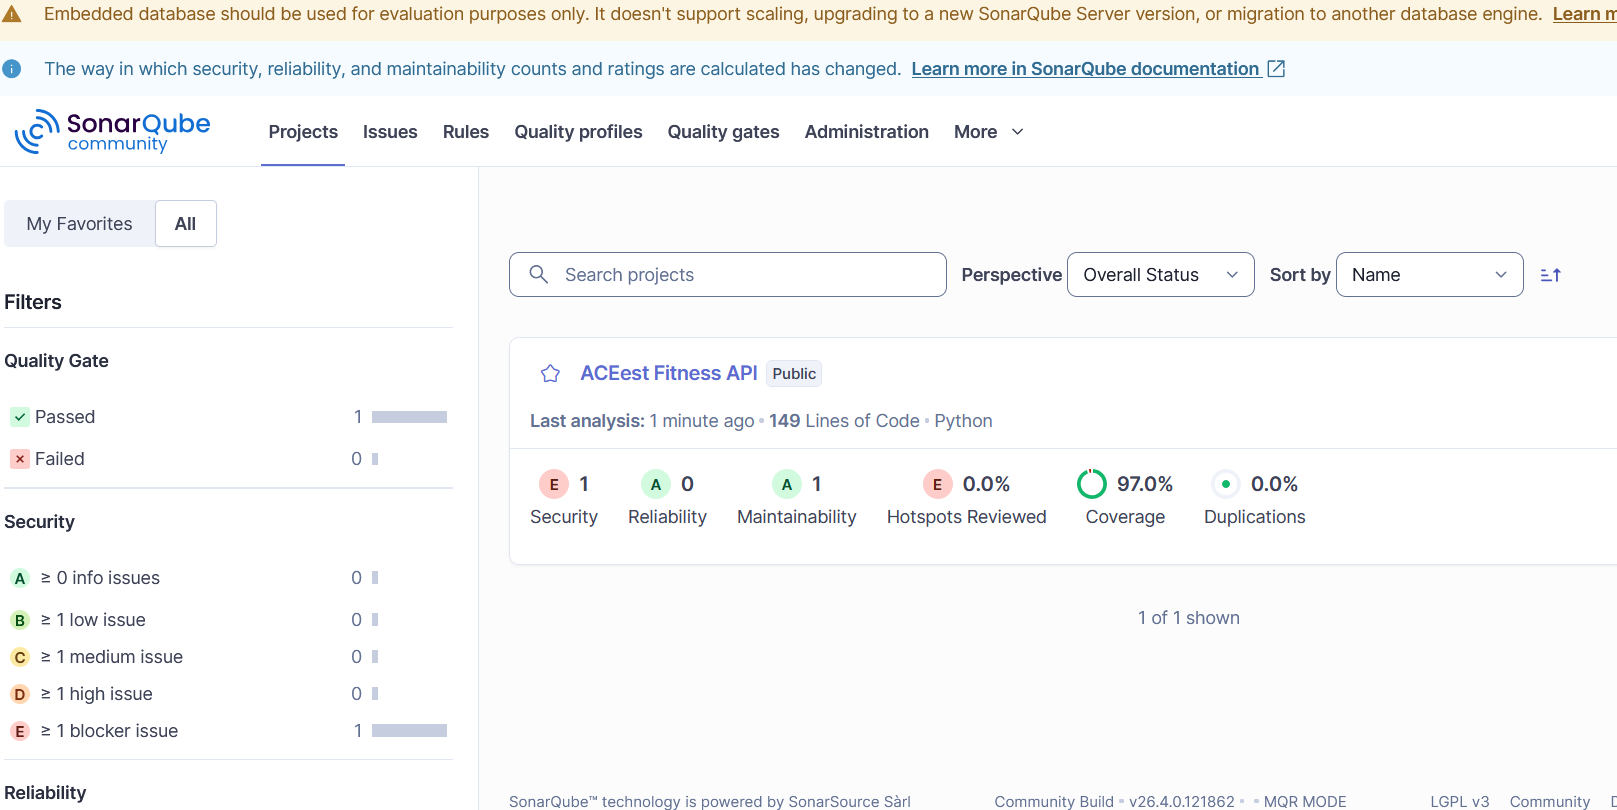 Embedded database should be used for evaluation purposes only. It doesn't support scaling, upgrading to a new SonarQube Server version, or migration to another database engine. Learn m
The way in which security, reliability, and maintainability counts and ratings are calculated has changed. Learn more in SonarQube documentation
SonarQube community
Projects Issues Rules Quality profiles Quality gates Administration More
My Favorites All
Filters
Quality Gate
Passed 1
Failed 0
Security
A ≥ 0 info issues 0
B ≥ 1 low issue 0
C ≥ 1 medium issue 0
D ≥ 1 high issue 0
E ≥ 1 blocker issue 1
Reliability
Search projects Perspective Overall Status Sort by Name
ACEest Fitness API Public
Last analysis: 1 minute ago • 149 Lines of Code • Python
E 1 A 0 A 1 E 0.0% 97.0% 0.0%
Security Reliability Maintainability Hotspots Reviewed Coverage Duplications
1 of 1 shown
SonarQube™ technology is powered by SonarSource Sàrl Community Build • v26.4.0.121862 • • MQR MODE LGPL v3 Community